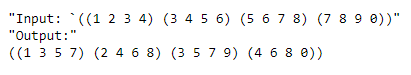 "Input: `((1 2 3 4) (3 4 5 6) (5 6 7 8) (7 8 9 0))"
"Output:"
((1 3 5 7) (2 4 6 8) (3 5 7 9) (4 6 8 0))